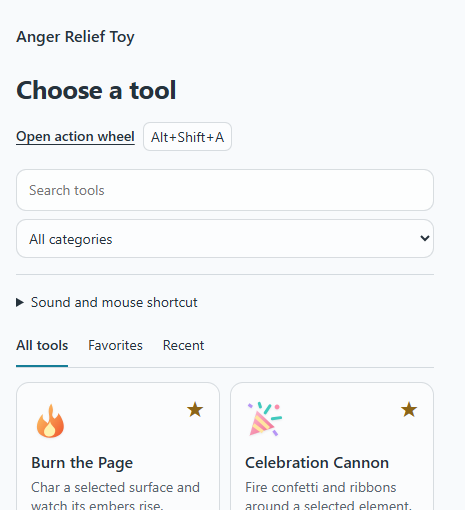 Anger Relief Toy
Choose a tool
Open action wheel Alt+Shift+A
Search tools
All categories
Sound and mouse shortcut
All tools Favorites Recent
Burn the Page
Char a selected surface and
watch its embers rise.
Celebration Cannon
Fire confetti and ribbons
around a selected element.